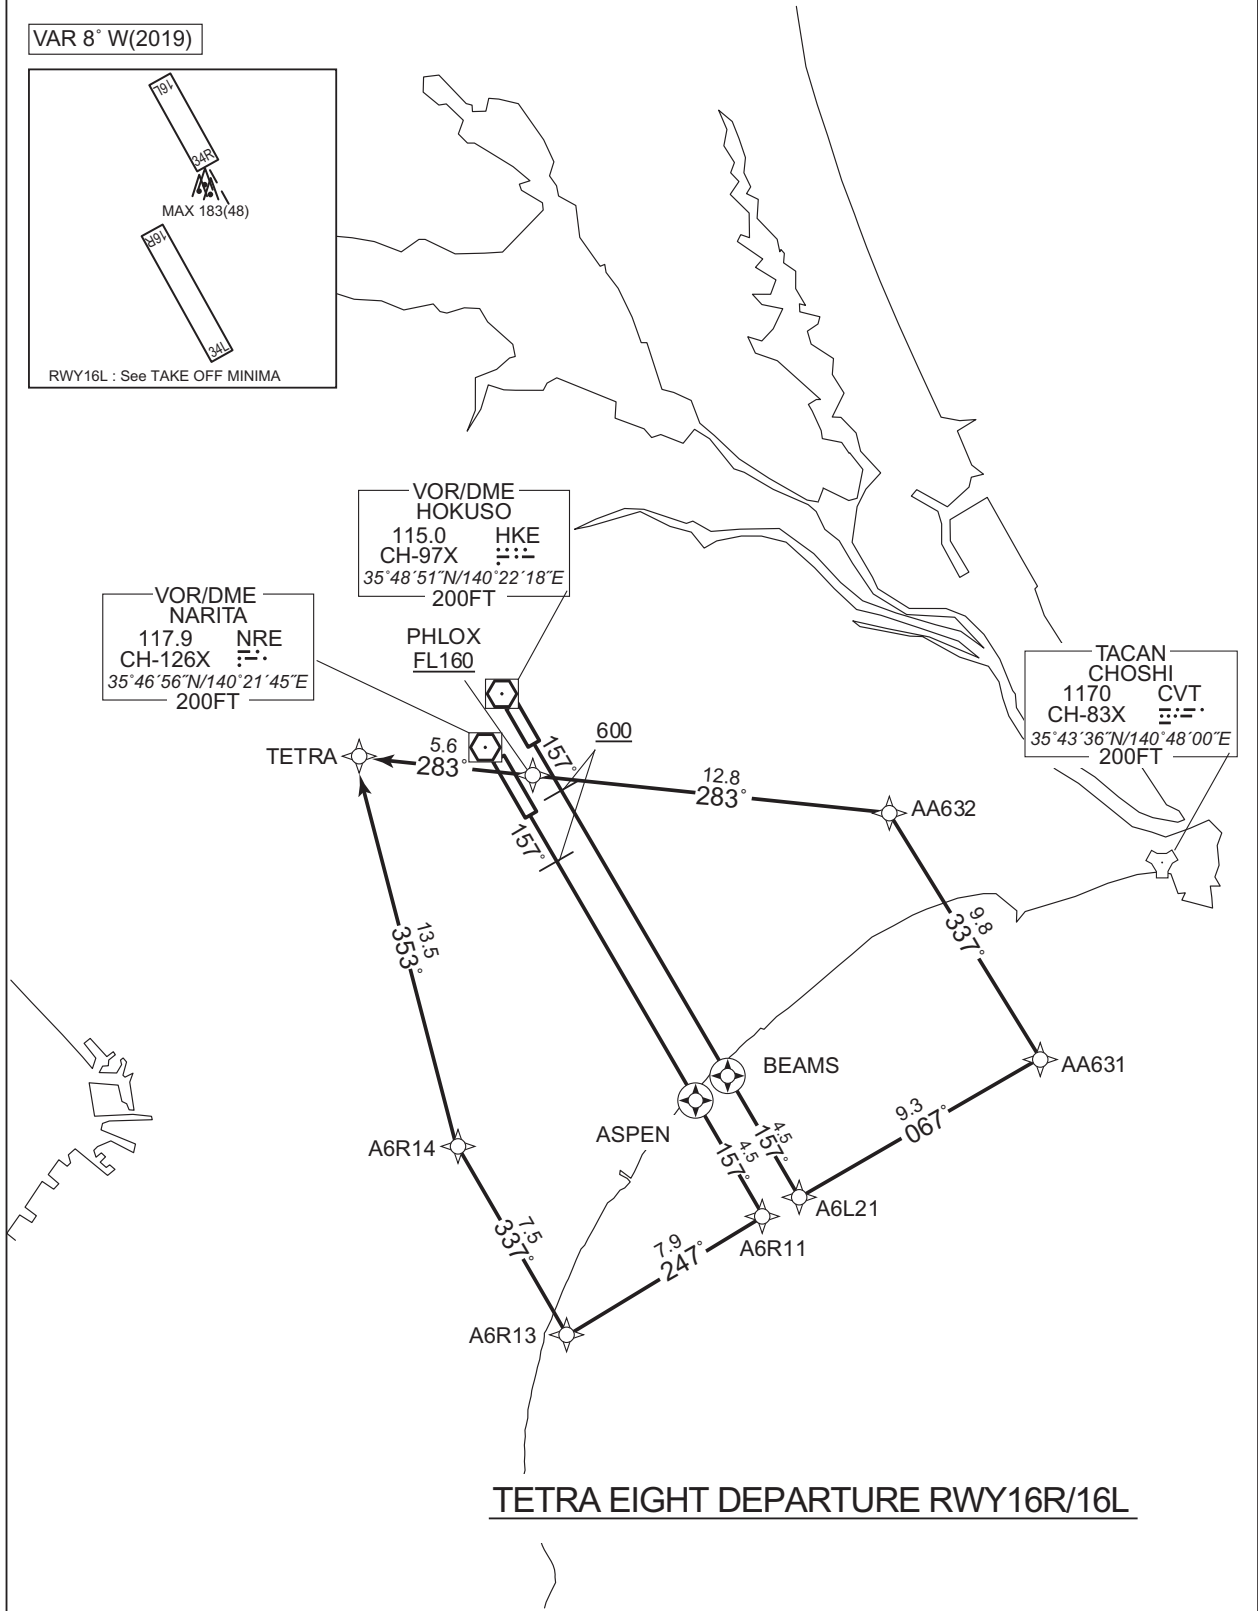 VAR 8° W(2019)
16L
34R
MAX 183(48)
16R
34L
RWY16L : See TAKE OFF MINIMA
VOR/DME
HOKUSO
115.0 HKE
CH-97X
35°48´51˝N/140°22´18˝E
200FT
VOR/DME
NARITA
117.9 NRE
CH-126X
35°46´56˝N/140°21´45˝E
200FT
PHLOX
FL160
TACAN
CHOSHI
1170 CVT
CH-83X
35°43´36˝N/140°48´00˝E
200FT
600
157°
TETRA
5.6
283°
12.8
283°
AA632
157°
9.8
337°
13.5
353°
BEAMS
AA631
ASPEN
9.3
067°
4.5
157°
4.5
157°
A6R14
A6L21
A6R11
7.5
337°
7.9
247°
A6R13
TETRA EIGHT DEPARTURE RWY16R/16L